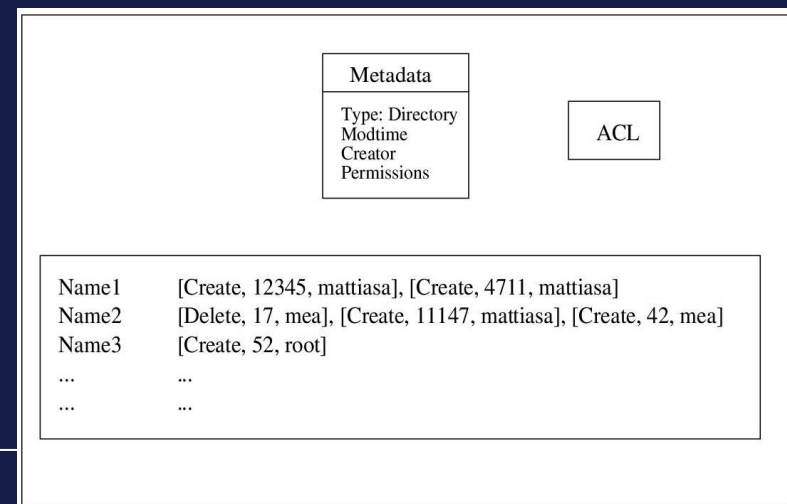 Metadata
Type: Directory
Modtime
Creator
Permissions
ACL
Name1 [Create, 12345, mattiasa], [Create, 4711, mattiasa]
Name2 [Delete, 17, mea], [Create, 11147, mattiasa], [Create, 42, mea]
Name3 [Create, 52, root]
... ...
... ...